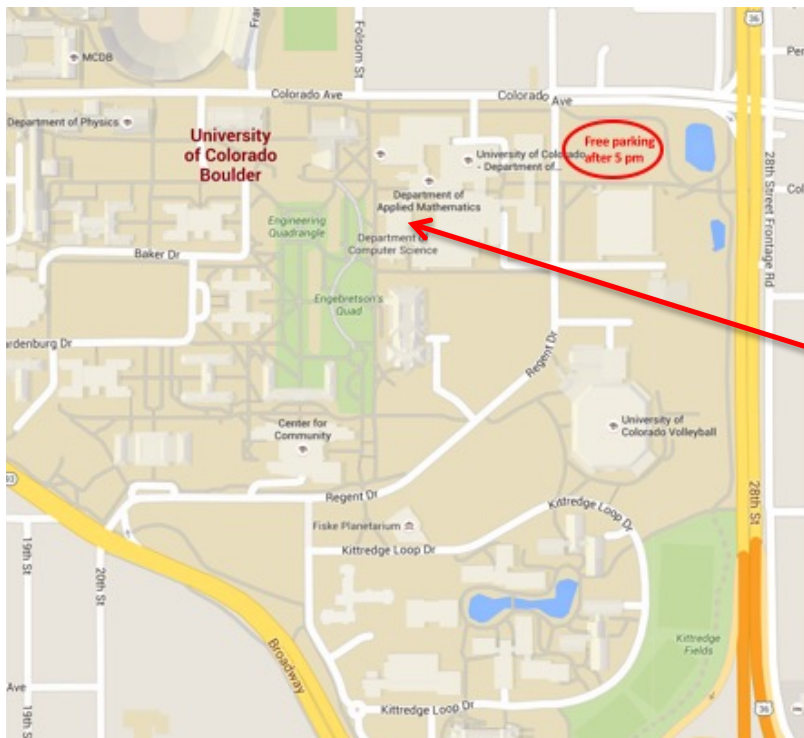 Fra
Folsom St
MCDB
Per
Colorado Ave
Colorado Ave
Department of Physics
University
of Colorado
Boulder
Free parking
after 5 pm
University of Colorado
- Department of...
28th Street Frontage Rd
Col
Department of
Applied Mathematics
Engineering
Quadrangle
Department of
Computer Science
Baker Dr
Engebretson's
Quad
ardenburg Dr
Regent Dr
Center for
Community
University of
Colorado Volleyball
93
Regent Dr
28th St
Kittredge Loop Dr
Fiske Planetarium
Kittredge Loop Dr
19th St
20th St
Broadway
Kittredge
Fields
Ave
19th S
Kittredge Loop Dr
36
36